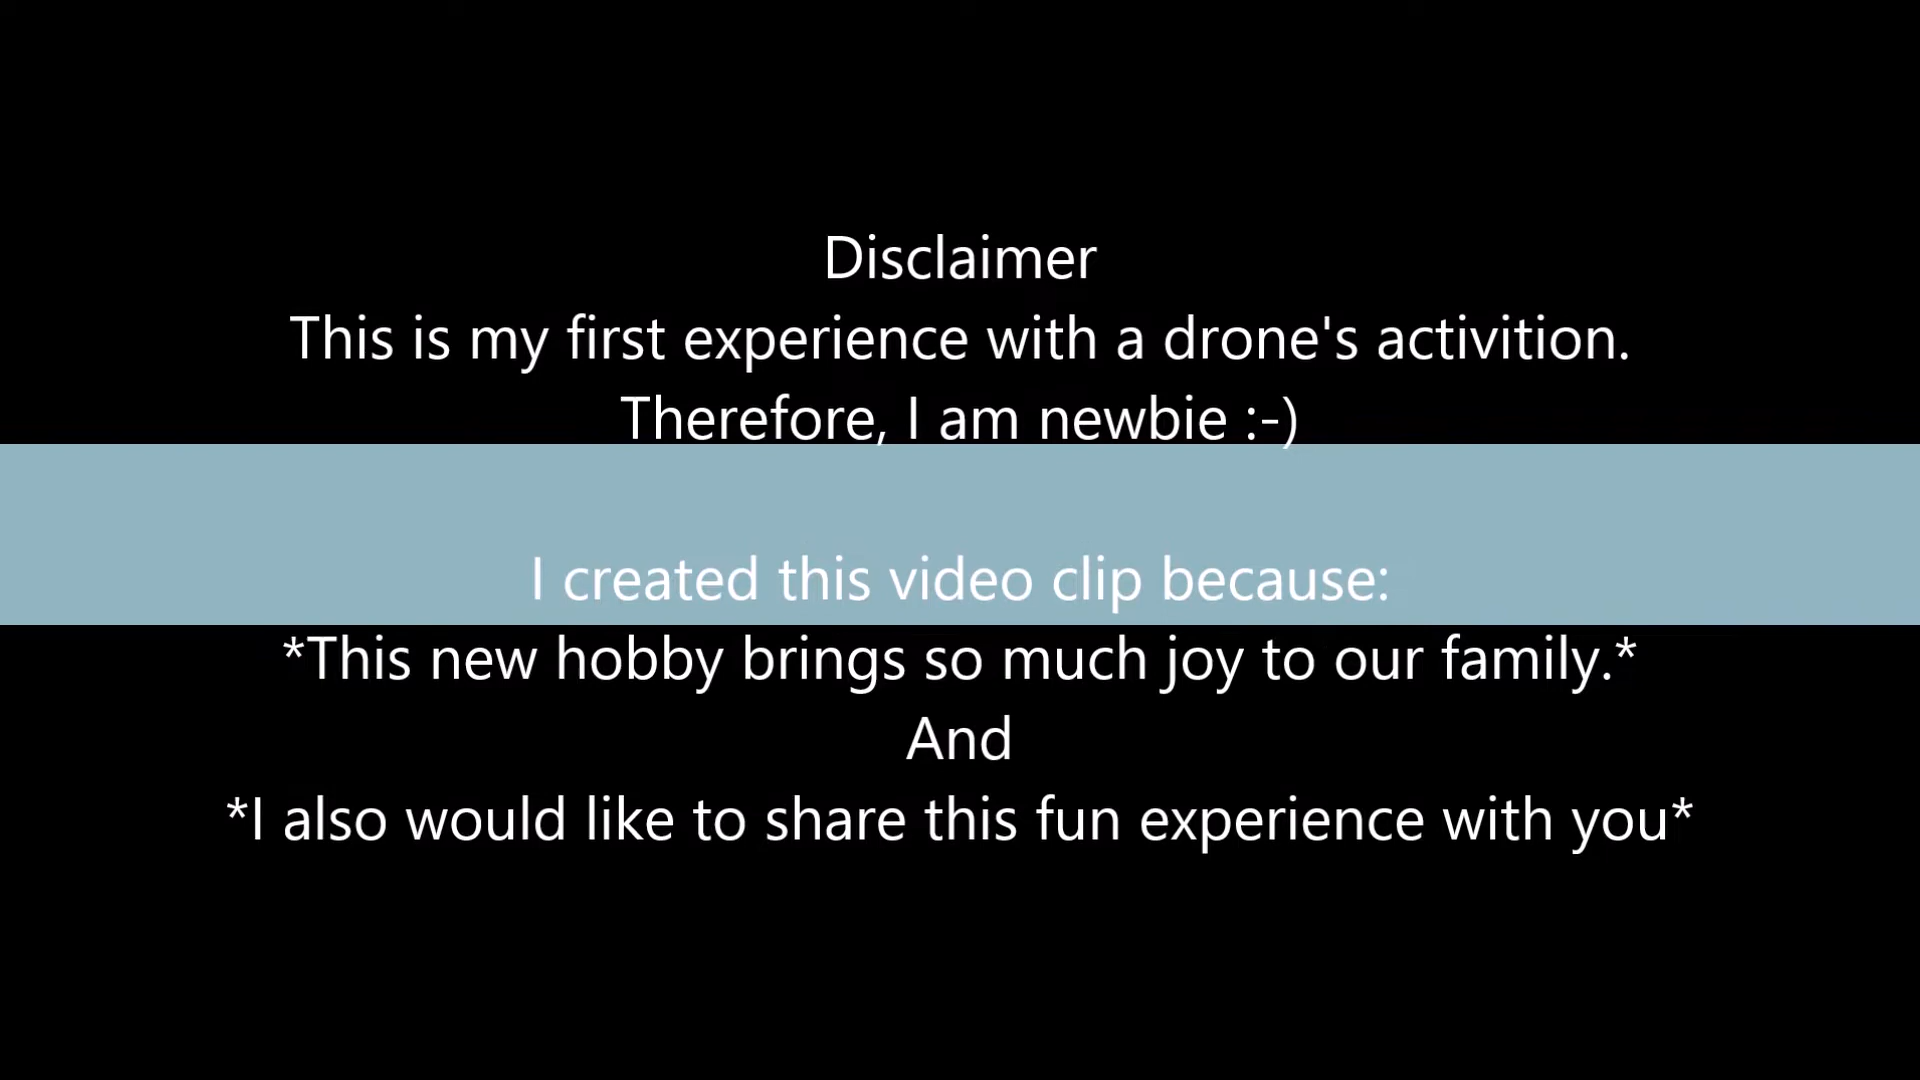 Disclaimer
This is my first experience with a drone's activition.
Therefore, I am newbie :-)
I created this video clip because:
*This new hobby brings so much joy to our family.*
And
*I also would like to share this fun experience with you*